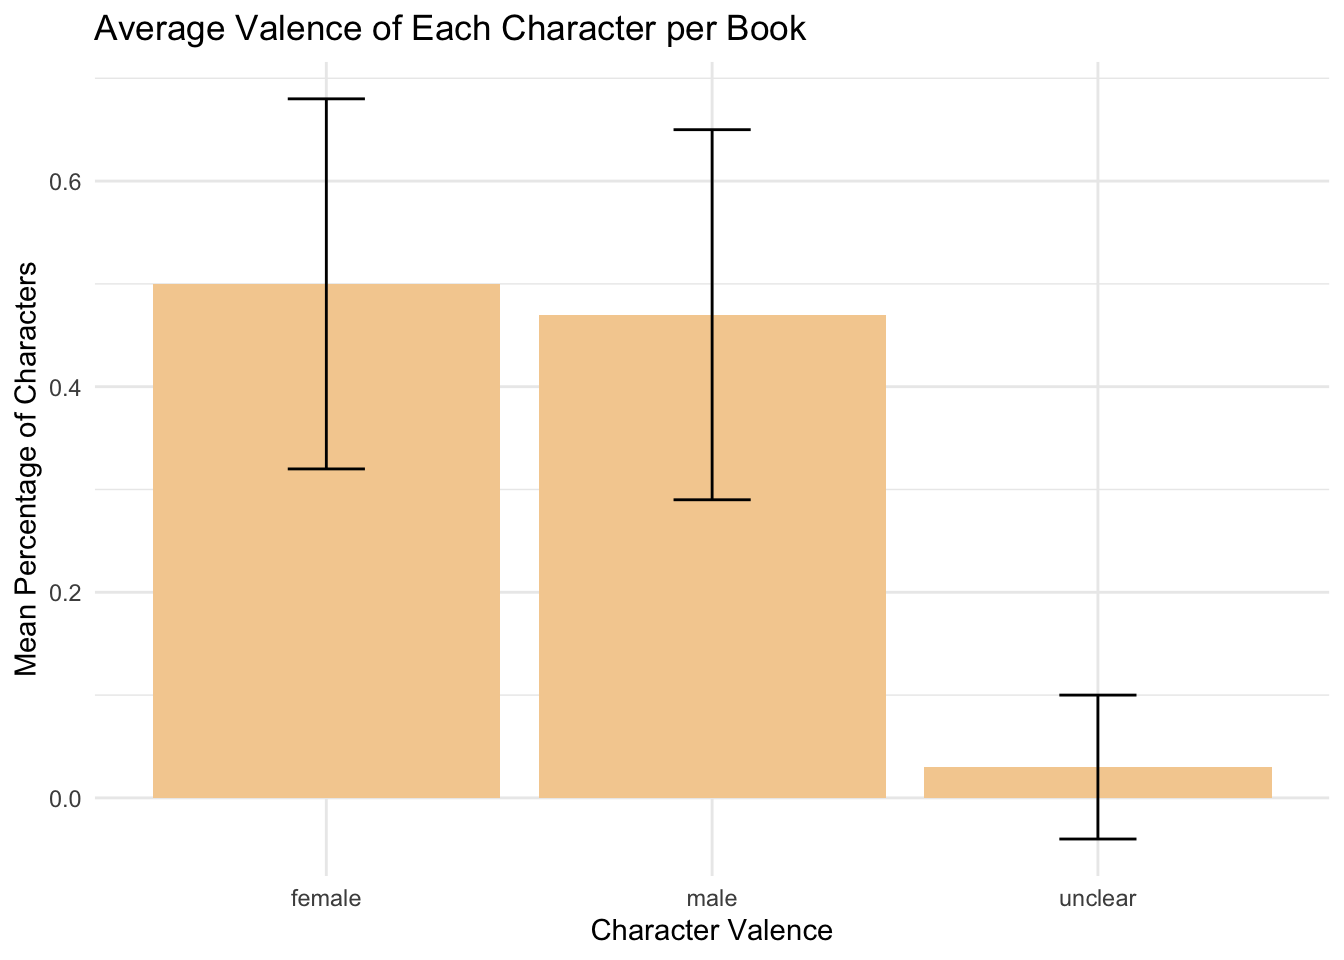 Average Valence of Each Character per Book
Mean Percentage of Characters
0.6
0.4
0.2
0.0
female male unclear
Character Valence